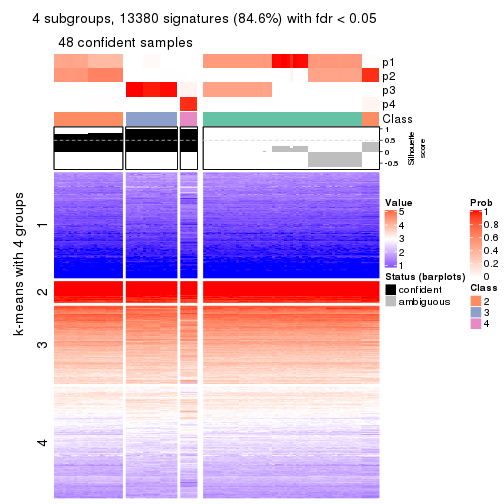 4 subgroups, 13380 signatures (84.6%) with fdr < 0.05
48 confident samples
p1
p2
p3
p4
Class
1
0.5
0
-0.5
Silhouette
score
k-means with 4 groups
1
2
3
4
Value
5
4
3
2
1
Status (barplots)
confident
ambiguous
Prob
1
0.8
0.6
0.4
0.2
0
Class
2
3
4